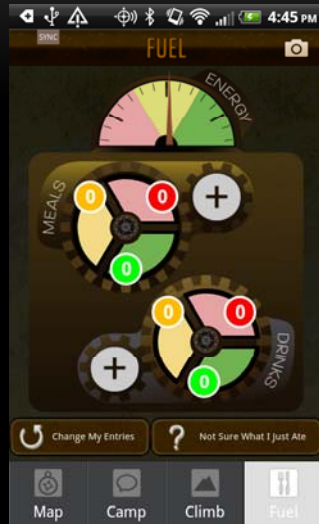 4:45 PM
SYNC
FUEL
ENERGY
MEALS
0
0
+
0
0
0
DRINKS
+
0
Change My Entries
? Not Sure What I Just Ate
Map
Camp
Climb
Fuel